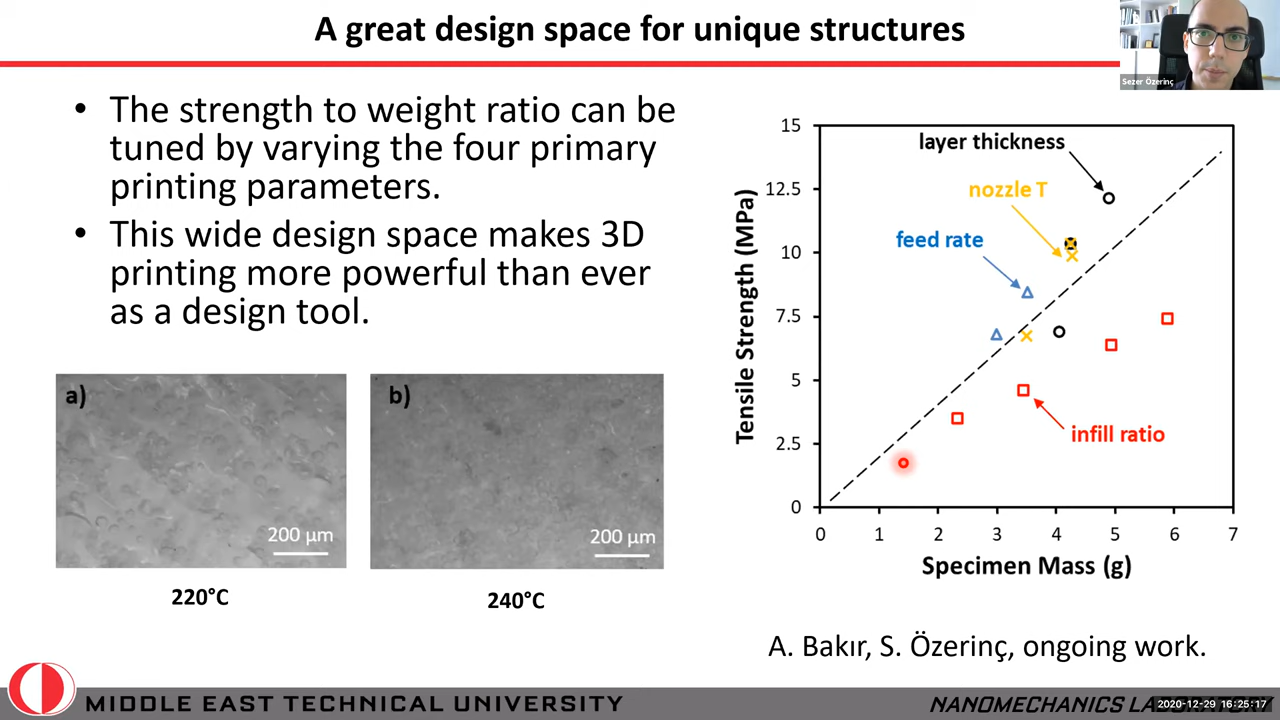 A great design space for unique structures
Sezer Özerinç
• The strength to weight ratio can be
tuned by varying the four primary
printing parameters.
• This wide design space makes 3D
printing more powerful than ever
as a design tool.
a)
200 µm
220°C
b)
200 µm
240°C
Tensile Strength (MPa)
15
12.5
10
7.5
5
2.5
0
layer thickness
nozzle T
feed rate
infill ratio
0 1 2 3 4 5 6 7
Specimen Mass (g)
A. Bakır, S. Özerinç, ongoing work.
MIDDLE EAST TECHNICAL UNIVERSITY
NANOMECHANICS LABORATORY
2020-12-29 16:25:17